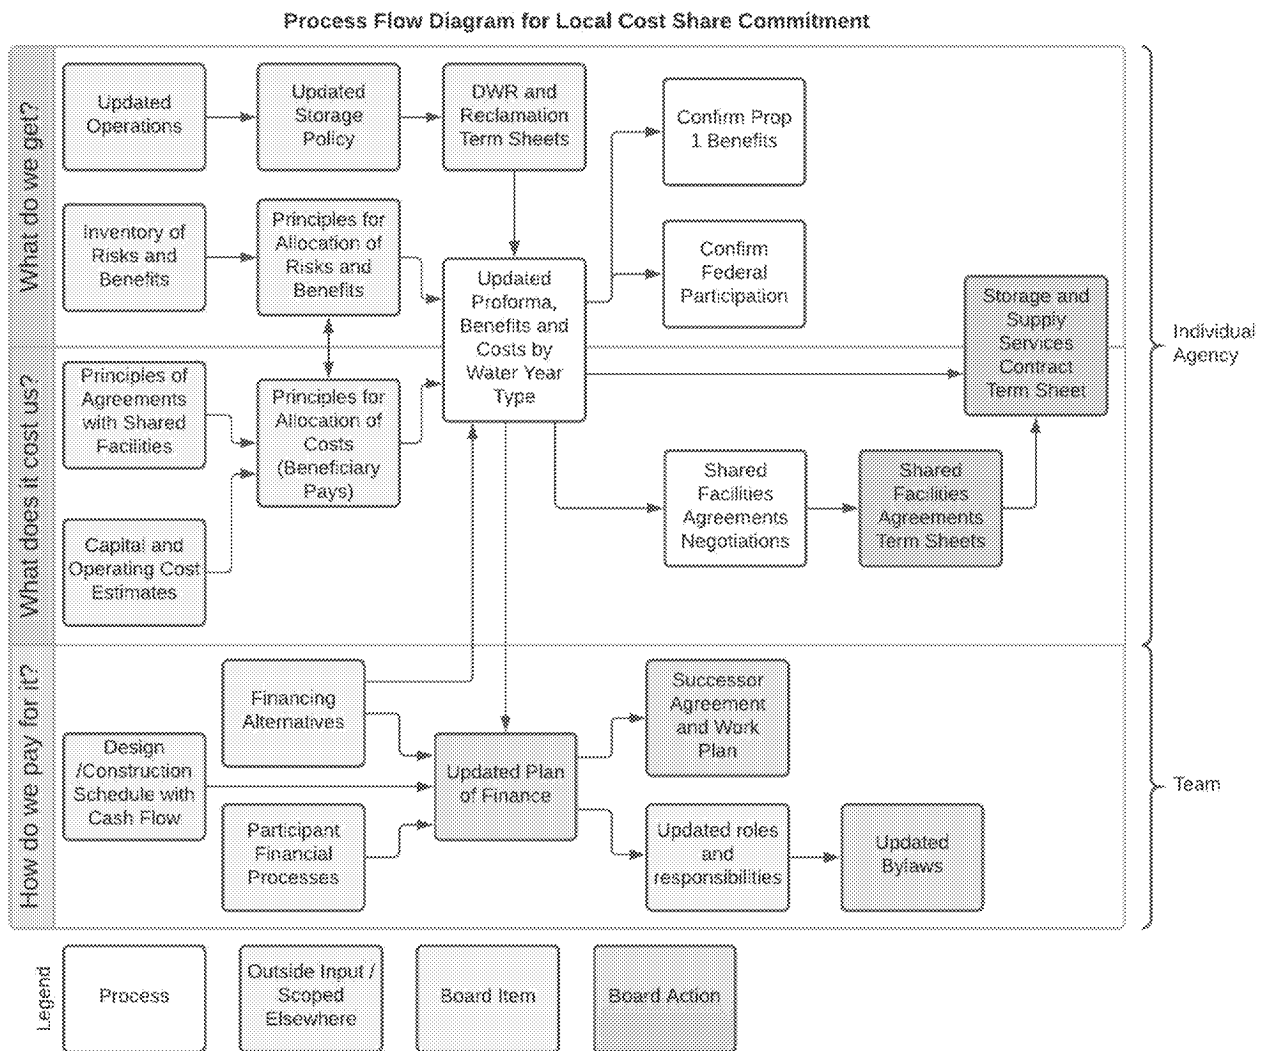 Process Flow Diagram for Local Cost Share Commitment
What do we get?
Updated
Operations
Updated
Storage
Policy
DWR and
Reclamation
Term Sheets
Confirm Prop
1 Benefits
Inventory of
Risks and
Benefits
Principles for
Allocation of
Risks and
Benefits
Updated
Proforma,
Benefits and
Costs by
Water Year
Type
Confirm
Federal
Participation
Storage and
Supply
Services
Contract
Term Sheet
Individual
Agency
What does it cost us?
Principles of
Agreements
with Shared
Facilities
Principles for
Allocation of
Costs
(Beneficiary
Pays)
Capital and
Operating Cost
Estimates
Shared
Facilities
Agreements
Negotiations
Shared
Facilities
Agreements
Term Sheets
How do we pay for it?
Financing
Alternatives
Design
/Construction
Schedule with
Cash Flow
Participant
Financial
Processes
Updated Plan
of Finance
Successor
Agreement
and Work
Plan
Updated roles
and
responsibilities
Updated
Bylaws
Team
Legend
Process
Outside Input /
Scoped
Elsewhere
Board Item
Board Action